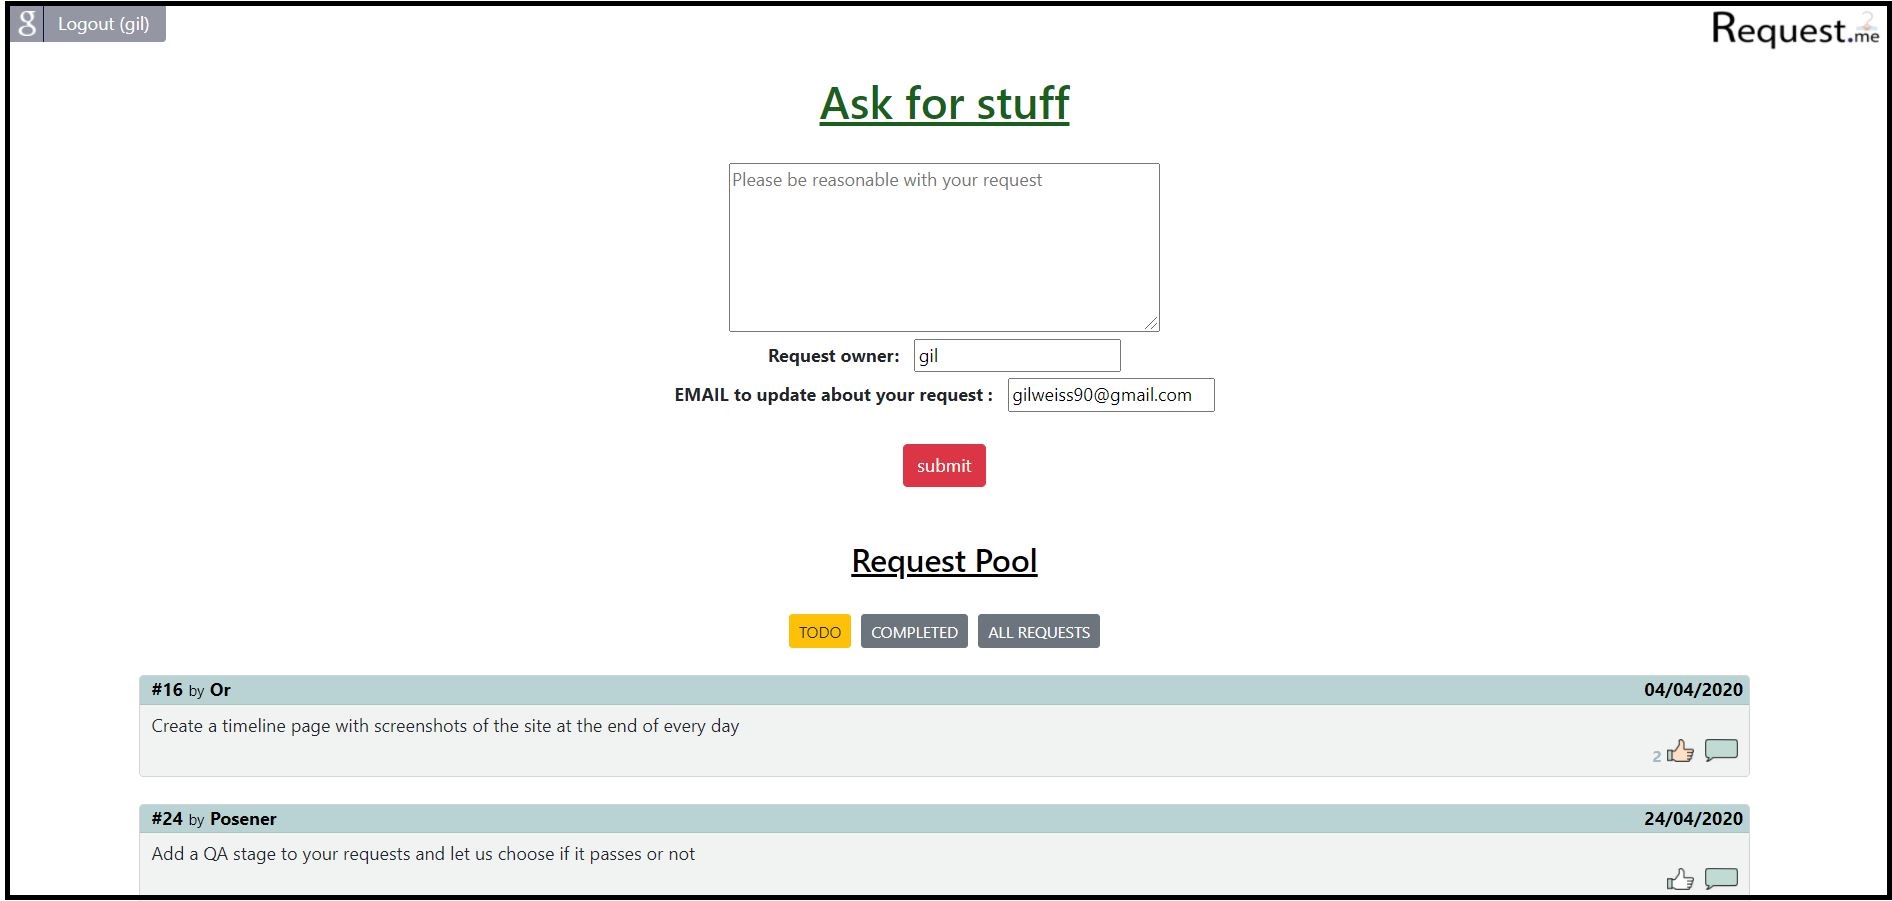 g Logout (gil)
Request.me
Ask for stuff
Please be reasonable with your request
Request owner: gil
EMAIL to update about your request : gilweiss90@gmail.com
submit
Request Pool
TODO COMPLETED ALL REQUESTS
#16 by Or 04/04/2020
Create a timeline page with screenshots of the site at the end of every day
2
#24 by Posener 24/04/2020
Add a QA stage to your requests and let us choose if it passes or not